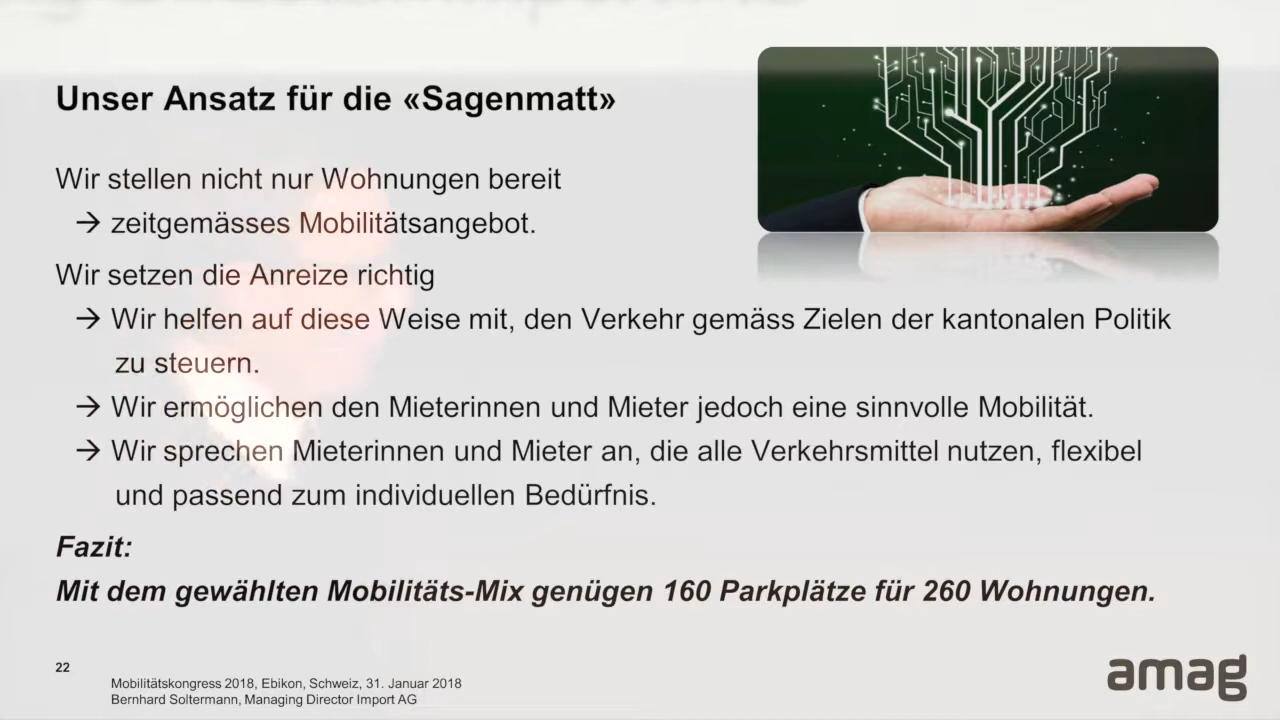 Unser Ansatz für die «Sagenmatt»
Wir stellen nicht nur Wohnungen bereit
→ zeitgemässes Mobilitätsangebot.
Wir setzen die Anreize richtig
→ Wir helfen auf diese Weise mit, den Verkehr gemäss Zielen der kantonalen Politik
zu steuern.
→ Wir ermöglichen den Mieterinnen und Mieter jedoch eine sinnvolle Mobilität.
→ Wir sprechen Mieterinnen und Mieter an, die alle Verkehrsmittel nutzen, flexibel
und passend zum individuellen Bedürfnis.
Fazit:
Mit dem gewählten Mobilitäts-Mix genügen 160 Parkplätze für 260 Wohnungen.
22
Mobilitätskongress 2018, Ebikon, Schweiz, 31. Januar 2018
Bernhard Soltermann, Managing Director Import AG
amag